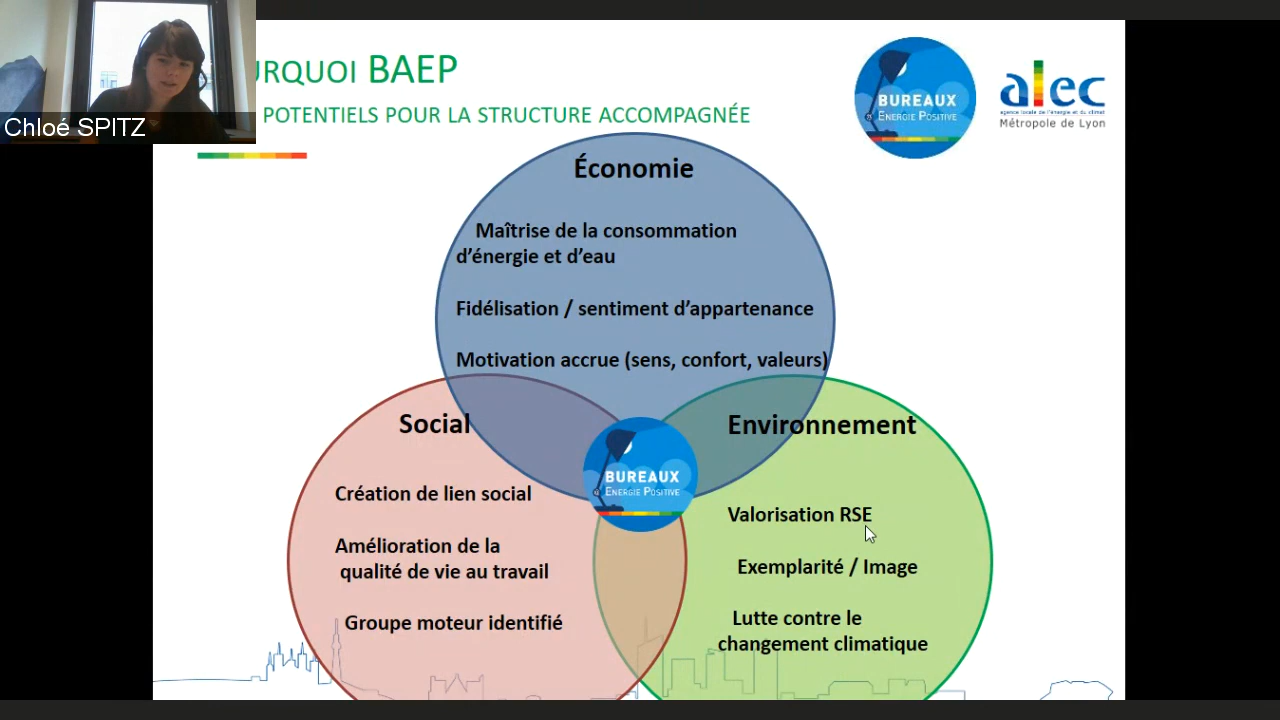 Chloé SPITZ
URQUOI BAEP
POTENTIELS POUR LA STRUCTURE ACCOMPAGNÉE
BUREAUX
À ÉNERGIE POSITIVE
alec
agence locale de l'énergie et du climat
Métropole de Lyon
Économie
Maîtrise de la consommation
d'énergie et d'eau
Fidélisation / sentiment d'appartenance
Motivation accrue (sens, confort, valeurs)
Social
Création de lien social
Amélioration de la
qualité de vie au travail
Groupe moteur identifié
BUREAUX
À ÉNERGIE POSITIVE
Environnement
Valorisation RSE
Exemplarité / Image
Lutte contre le
changement climatique